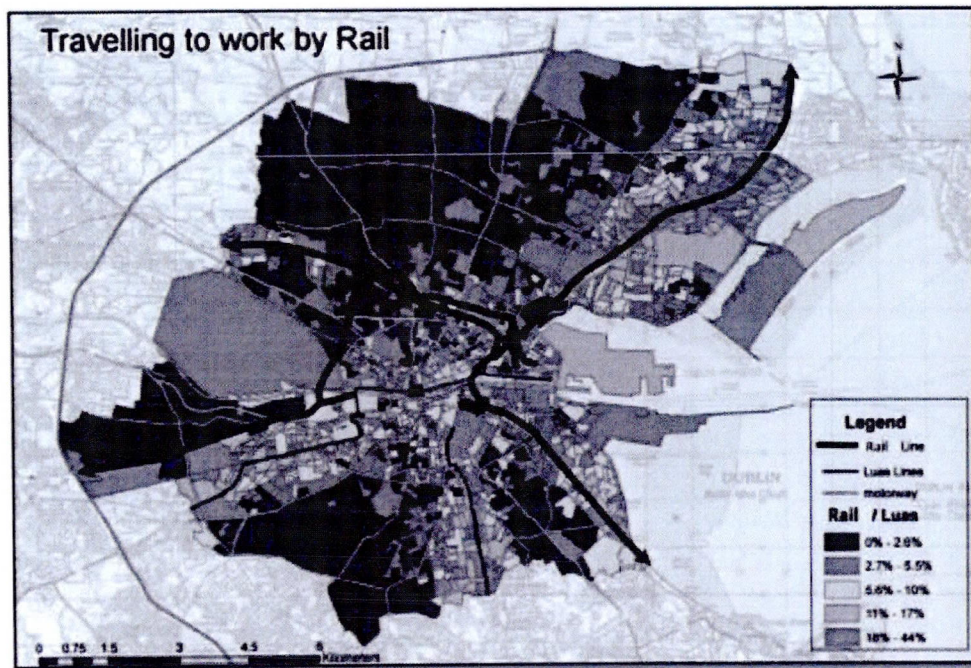 Travelling to work by Rail
N
Legend
Rail Line
Luas Lines
motorway
Rail / Luas
0% - 2.6%
2.7% - 5.5%
5.6% - 10%
11% - 17%
18% - 44%
DUBLIN
0 0.75 1.5 3 4.5 6
Kilometers